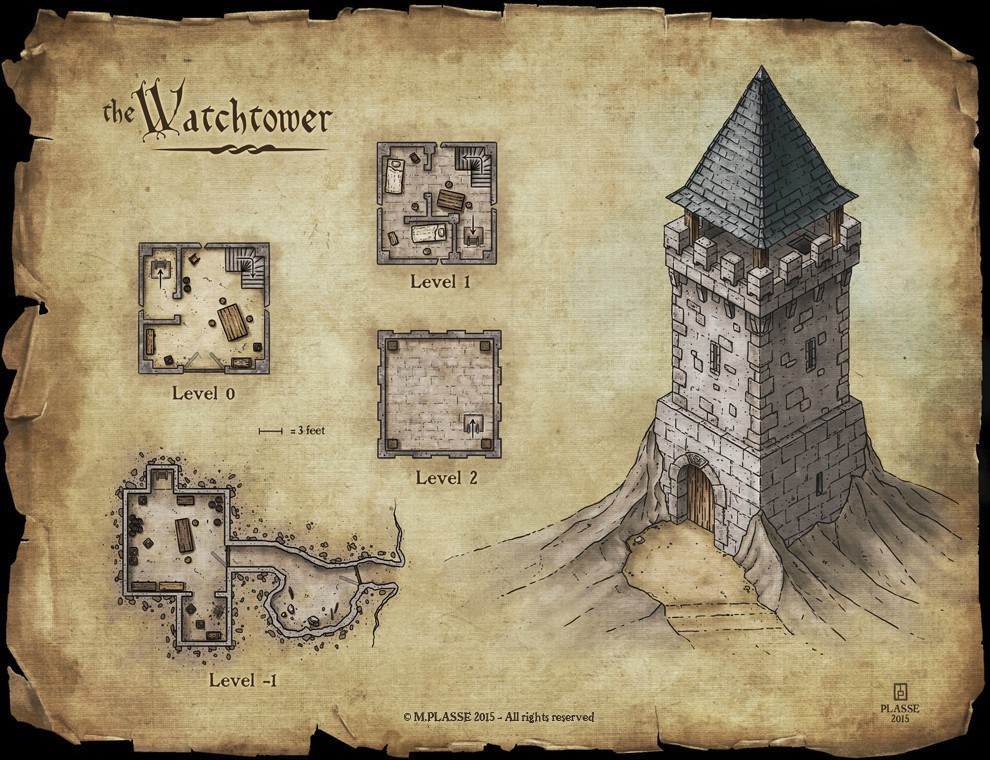 the Watchtower
Level 1
Level 0
= 3 feet
Level 2
Level -1
© M.PLASSE 2015 - All rights reserved
PLASSE
2015